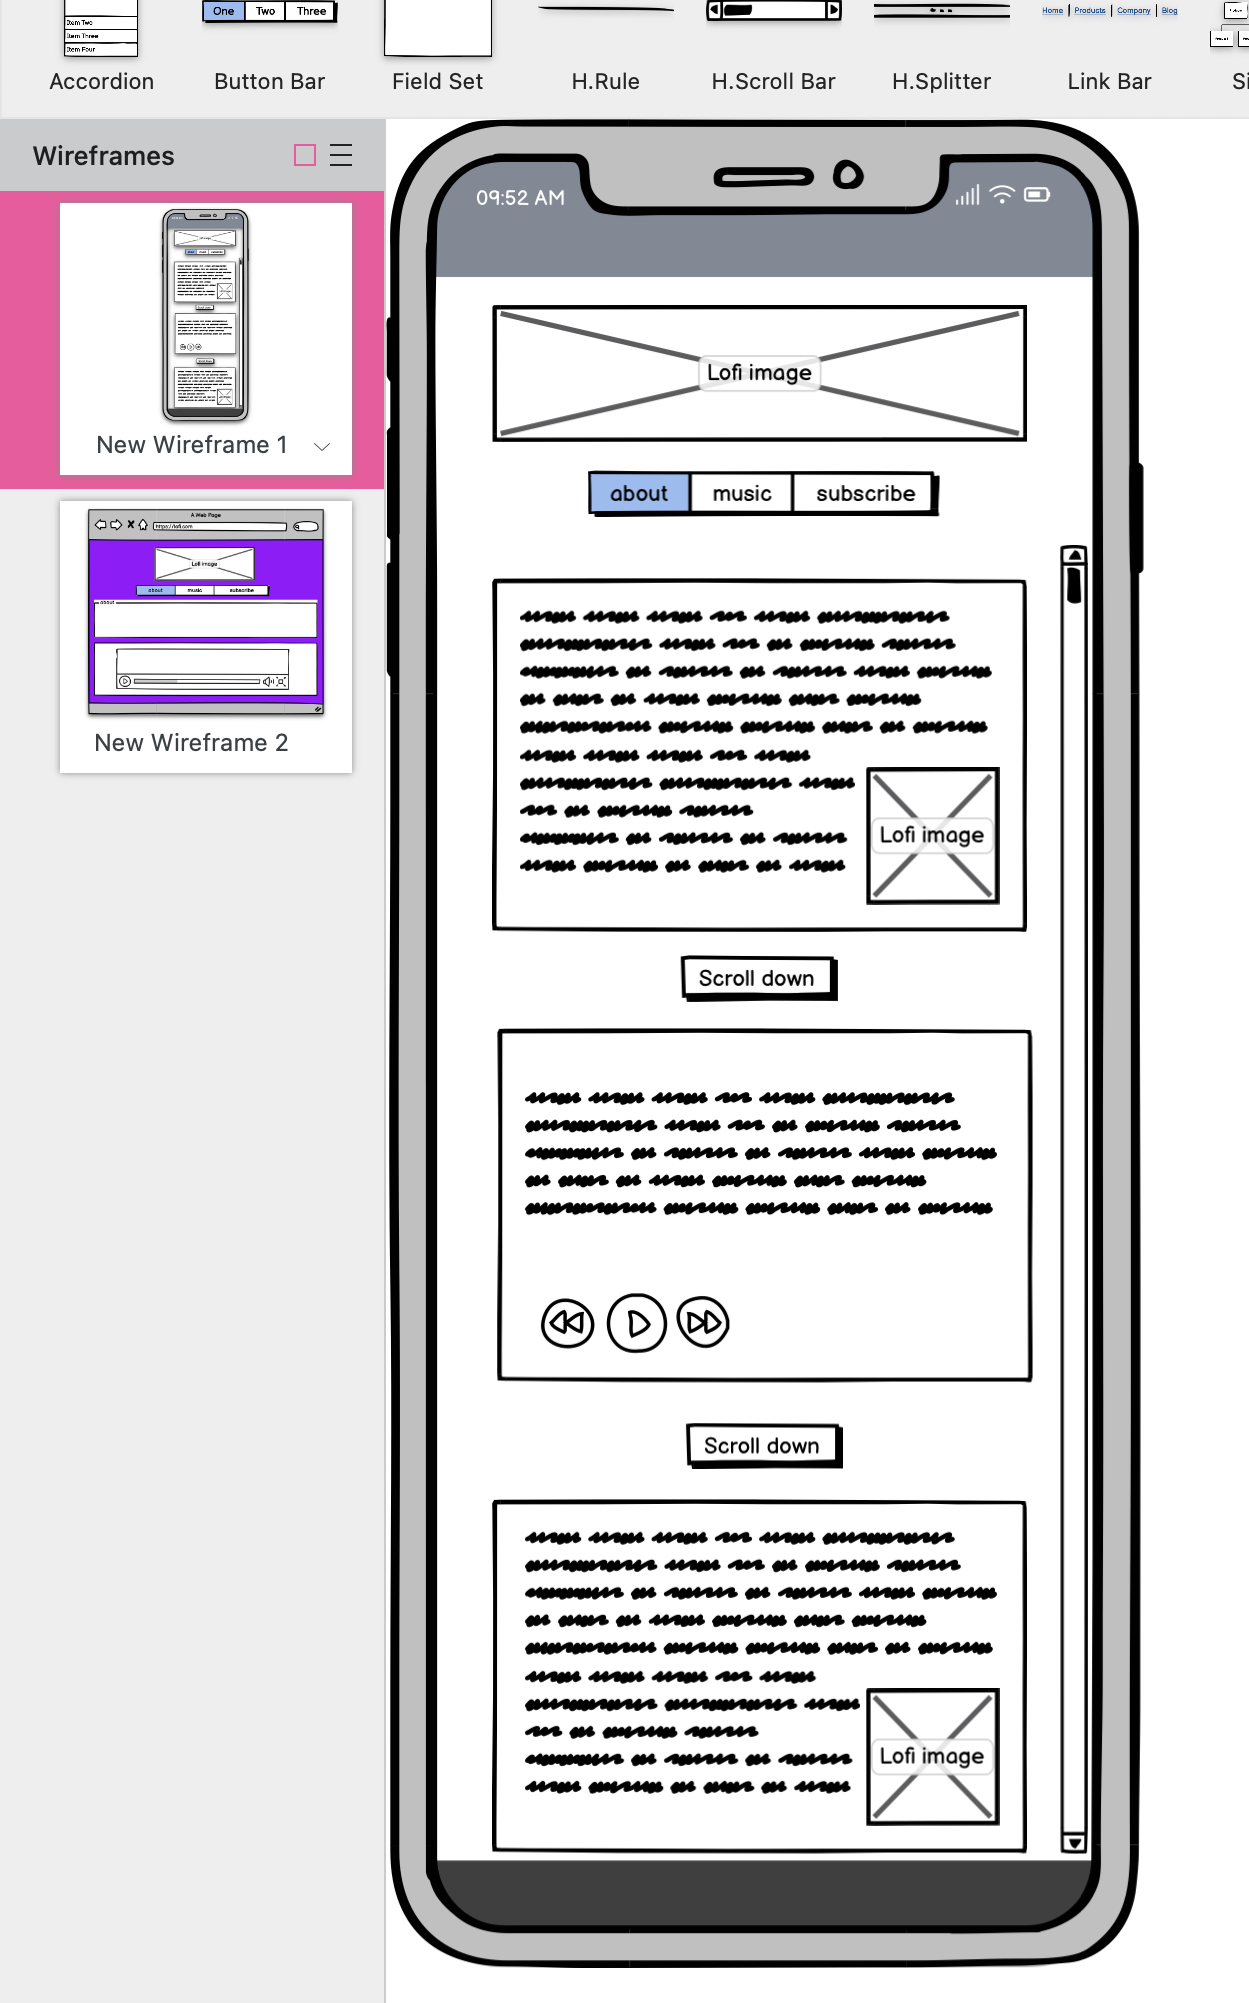 Item Two
Item Three
Item Four
One Two Three
Home Products Company Blog
Accordion Button Bar Field Set H.Rule H.Scroll Bar H.Splitter Link Bar Si
Wireframes
New Wireframe 1
A Web Page
https://lofi.com
Lofi image
about music subscribe
about
New Wireframe 2
09:52 AM
Lofi image
about music subscribe
Lofi image
Scroll down
Scroll down
Lofi image